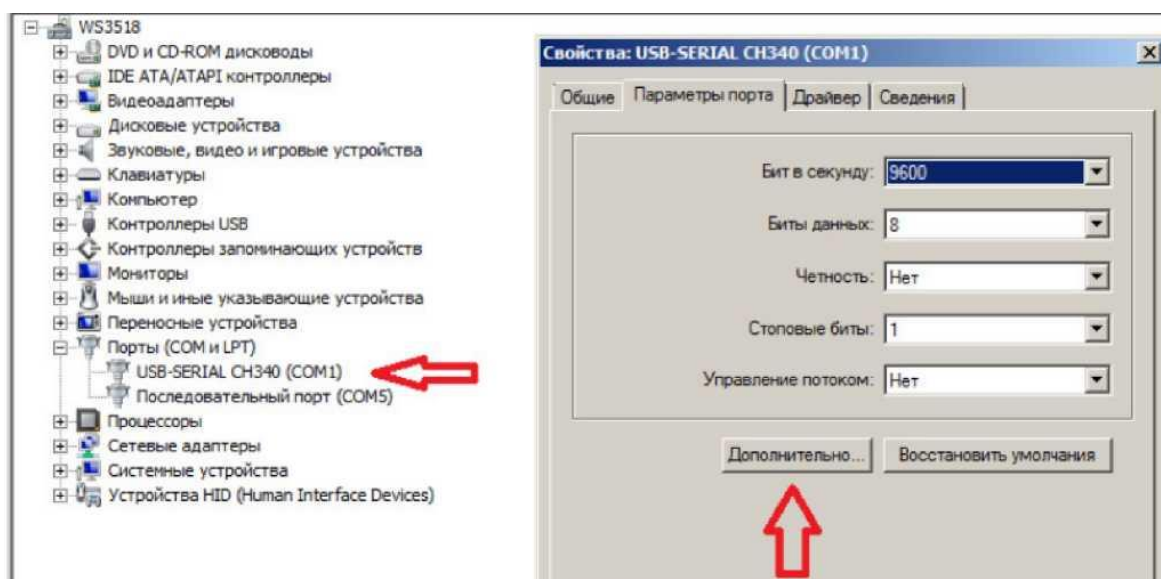 WS3518
DVD и CD-ROM дисководы
IDE ATA/ATAPI контроллеры
Видеоадаптеры
Дисковые устройства
Звуковые, видео и игровые устройства
Клавиатуры
Компьютер
Контроллеры USB
Контроллеры запоминающих устройств
Мониторы
Мыши и иные указывающие устройства
Переносные устройства
Порты (COM и LPT)
USB-SERIAL CH340 (COM1)
Последовательный порт (COM5)
Процессоры
Сетевые адаптеры
Системные устройства
Устройства HID (Human Interface Devices)
Свойства: USB-SERIAL CH340 (COM1)
Общие Параметры порта Драйвер Сведения
Бит в секунду: 9600
Биты данных: 8
Четность: Нет
Стоповые биты: 1
Управление потоком: Нет
Дополнительно... Восстановить умолчания